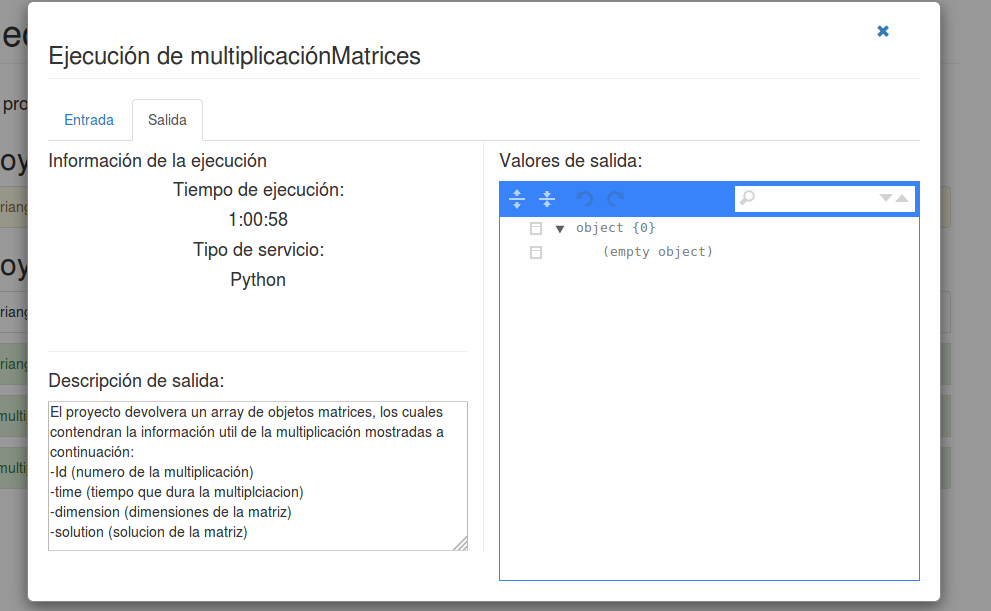 Ejecución de multiplicaciónMatrices
Entrada
Salida
Información de la ejecución
Tiempo de ejecución:
1:00:58
Tipo de servicio:
Python
Descripción de salida:
El proyecto devolvera un array de objetos matrices, los cuales
contendran la información util de la multiplicación mostradas a
continuación:
-Id (numero de la multiplicación)
-time (tiempo que dura la multiplciacion)
-dimension (dimensiones de la matriz)
-solution (solucion de la matriz)
Valores de salida:
object {0}
(empty object)